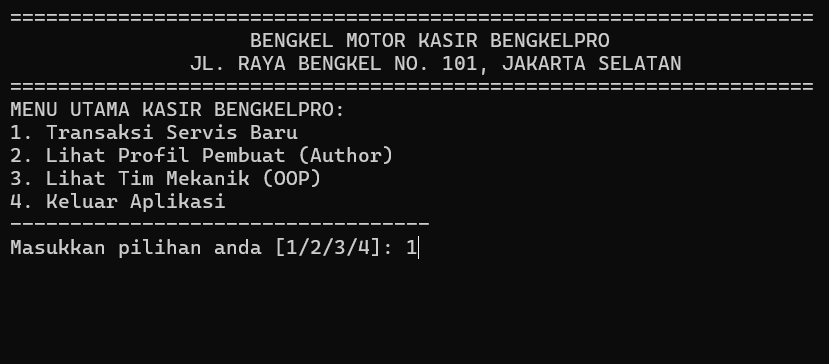 ===================================================================
BENGKEL MOTOR KASIR BENGKELPRO
JL. RAYA BENGKEL NO. 101, JAKARTA SELATAN
===================================================================
MENU UTAMA KASIR BENGKELPRO:
1. Transaksi Servis Baru
2. Lihat Profil Pembuat (Author)
3. Lihat Tim Mekanik (OOP)
4. Keluar Aplikasi
-----------------------------------
Masukkan pilihan anda [1/2/3/4]: 1